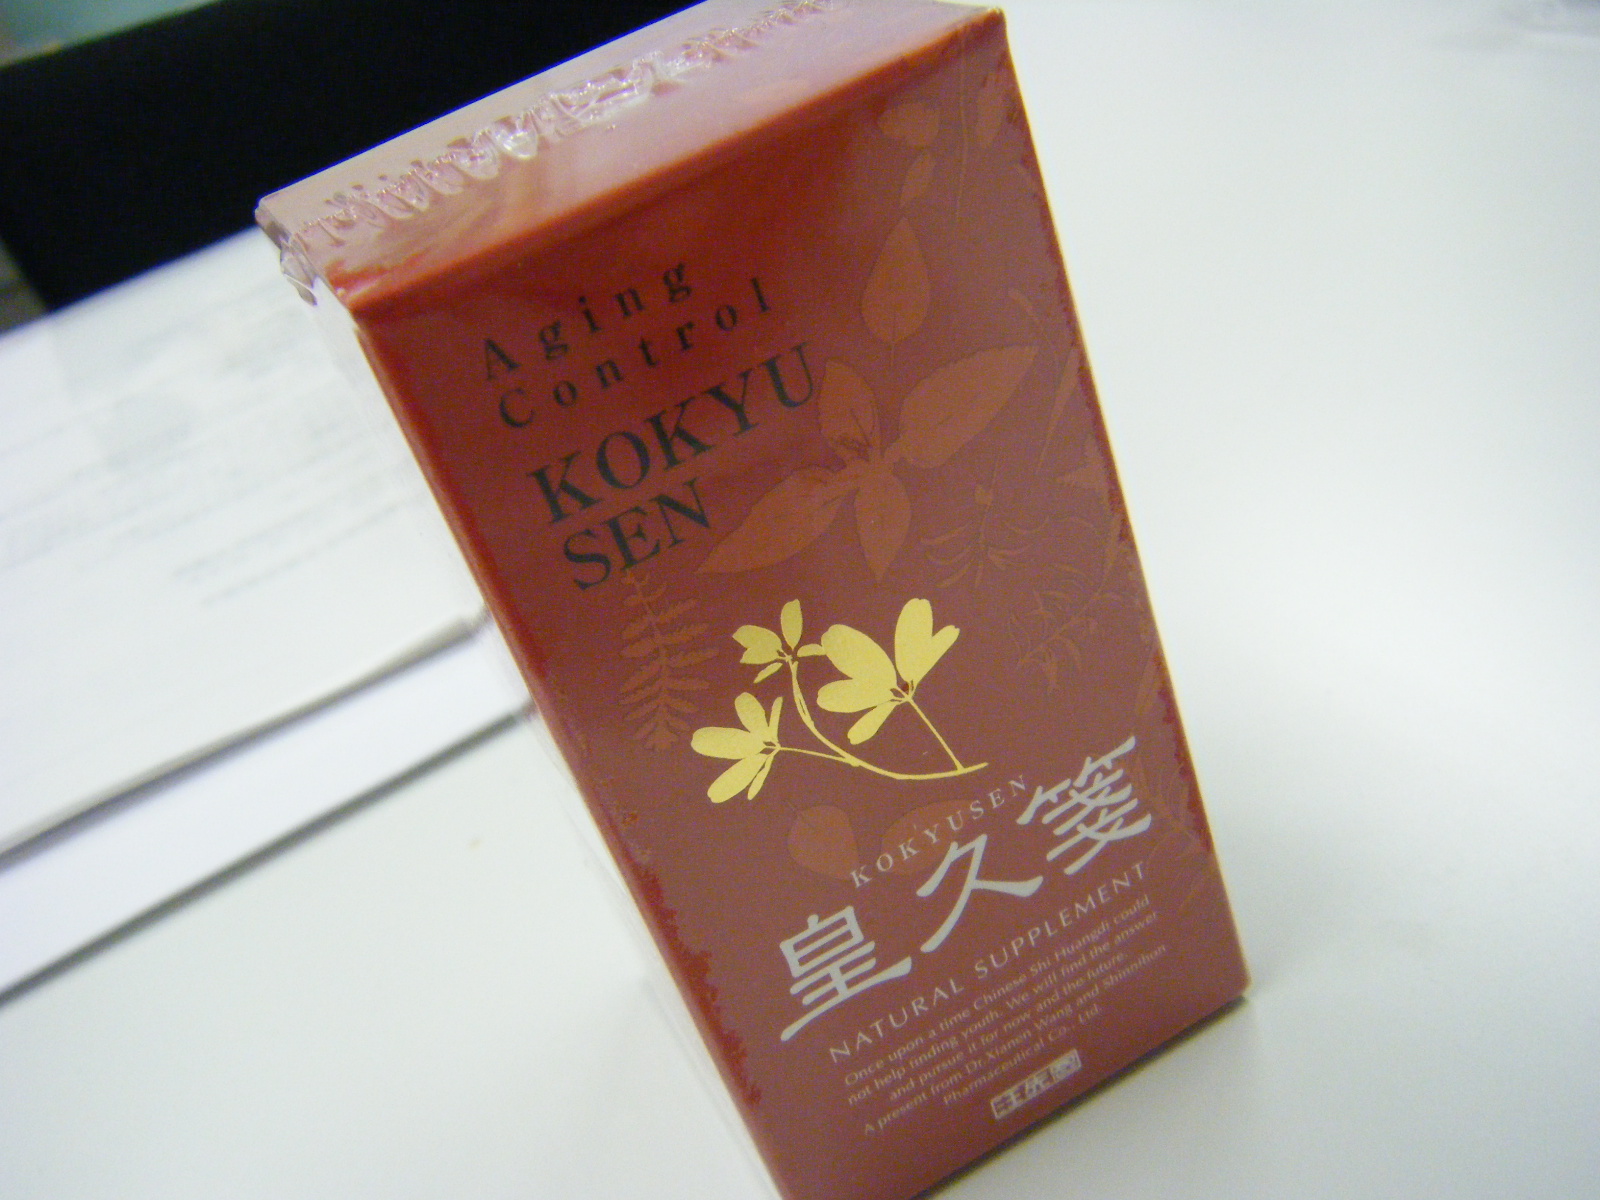 Aging
Control
KOKYU
SEN
KOKYUSEN
皇久箋
NATURAL SUPPLEMENT
Once upon a time Chinese Shi Huangdi could
not help finding youth. We will find the answer
and pursue it for now and the future.
A present from Dr.Xianen Wang and Shinnihon
Pharmaceutical Co., Ltd.